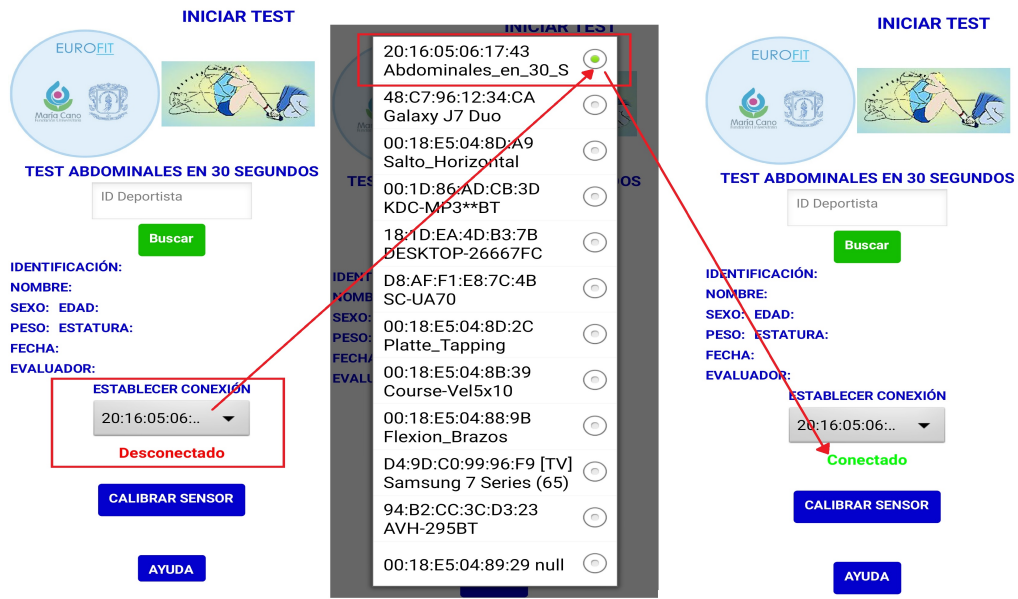 INICIAR TEST
EUROFIT
María Cano
Fundación Universitaria
TEST ABDOMINALES EN 30 SEGUNDOS
ID Deportista
Buscar
IDENTIFICACIÓN:
NOMBRE:
SEXO: EDAD:
PESO: ESTATURA:
FECHA:
EVALUADOR:
ESTABLECER CONEXIÓN
20:16:05:06:..
Desconectado
CALIBRAR SENSOR
AYUDA
INICIAR TEST
20:16:05:06:17:43
Abdominales_en_30_S
48:C7:96:12:34:CA
Galaxy J7 Duo
00:18:E5:04:8D:A9
Salto_Horizontal
00:1D:86:AD:CB:3D
KDC-MP3**BT
18:1D:EA:4D:B3:7B
DESKTOP-26667FC
D8:AF:F1:E8:7C:4B
SC-UA70
00:18:E5:04:8D:2C
Platte_Tapping
00:18:E5:04:8B:39
Course-Vel5x10
00:18:E5:04:88:9B
Flexion_Brazos
D4:9D:C0:99:96:F9 [TV]
Samsung 7 Series (65)
94:B2:CC:3C:D3:23
AVH-295BT
00:18:E5:04:89:29 null
INICIAR TEST
EUROFIT
María Cano
Fundación Universitaria
TEST ABDOMINALES EN 30 SEGUNDOS
ID Deportista
Buscar
IDENTIFICACIÓN:
NOMBRE:
SEXO: EDAD:
PESO: ESTATURA:
FECHA:
EVALUADOR:
ESTABLECER CONEXIÓN
20:16:05:06:..
Conectado
CALIBRAR SENSOR
AYUDA